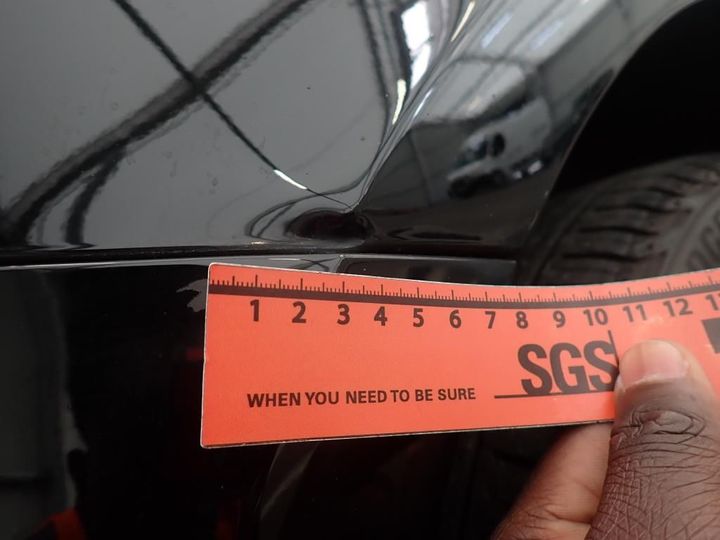 1 2 3 4 5 6 7 8 9 10 11 12
SGS
WHEN YOU NEED TO BE SURE